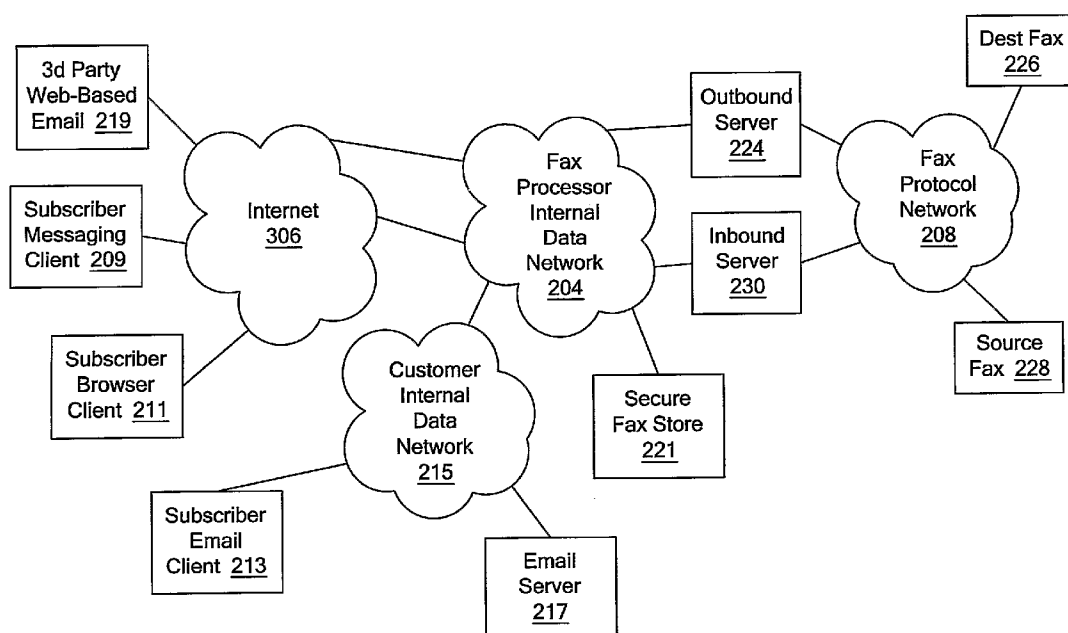 3d Party
Web-Based
Email 219
Subscriber
Messaging
Client 209
Subscriber
Browser
Client 211
Internet
306
Fax
Processor
Internal
Data
Network
204
Customer
Internal
Data
Network
215
Subscriber
Email
Client 213
Email
Server
217
Outbound
Server
224
Inbound
Server
230
Secure
Fax Store
221
Fax
Protocol
Network
208
Dest Fax
226
Source
Fax 228